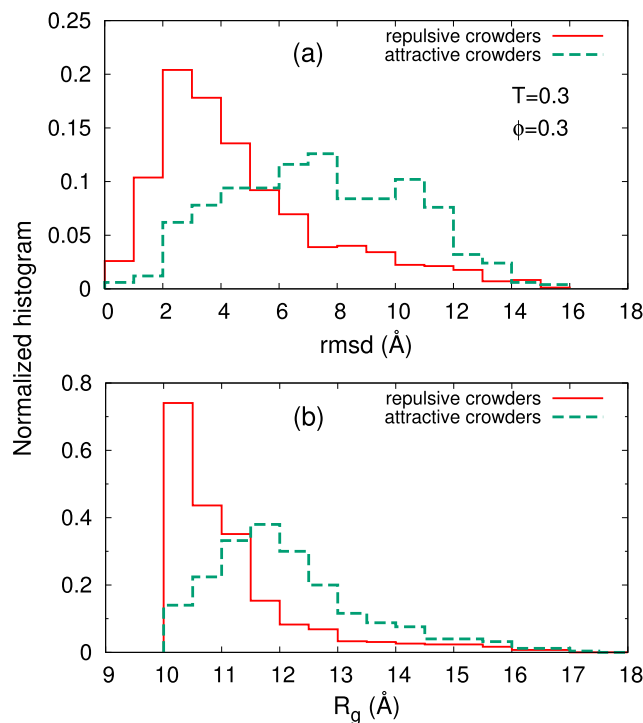 (a)
repulsive crowders
attractive crowders
T=0.3
ϕ=0.3
0.25
0.2
0.15
0.1
0.05
0
0 2 4 6 8 10 12 14 16 18
rmsd (Å)
Normalized histogram
(b)
repulsive crowders
attractive crowders
0.8
0.6
0.4
0.2
0
9 10 11 12 13 14 15 16 17 18
Rg (Å)